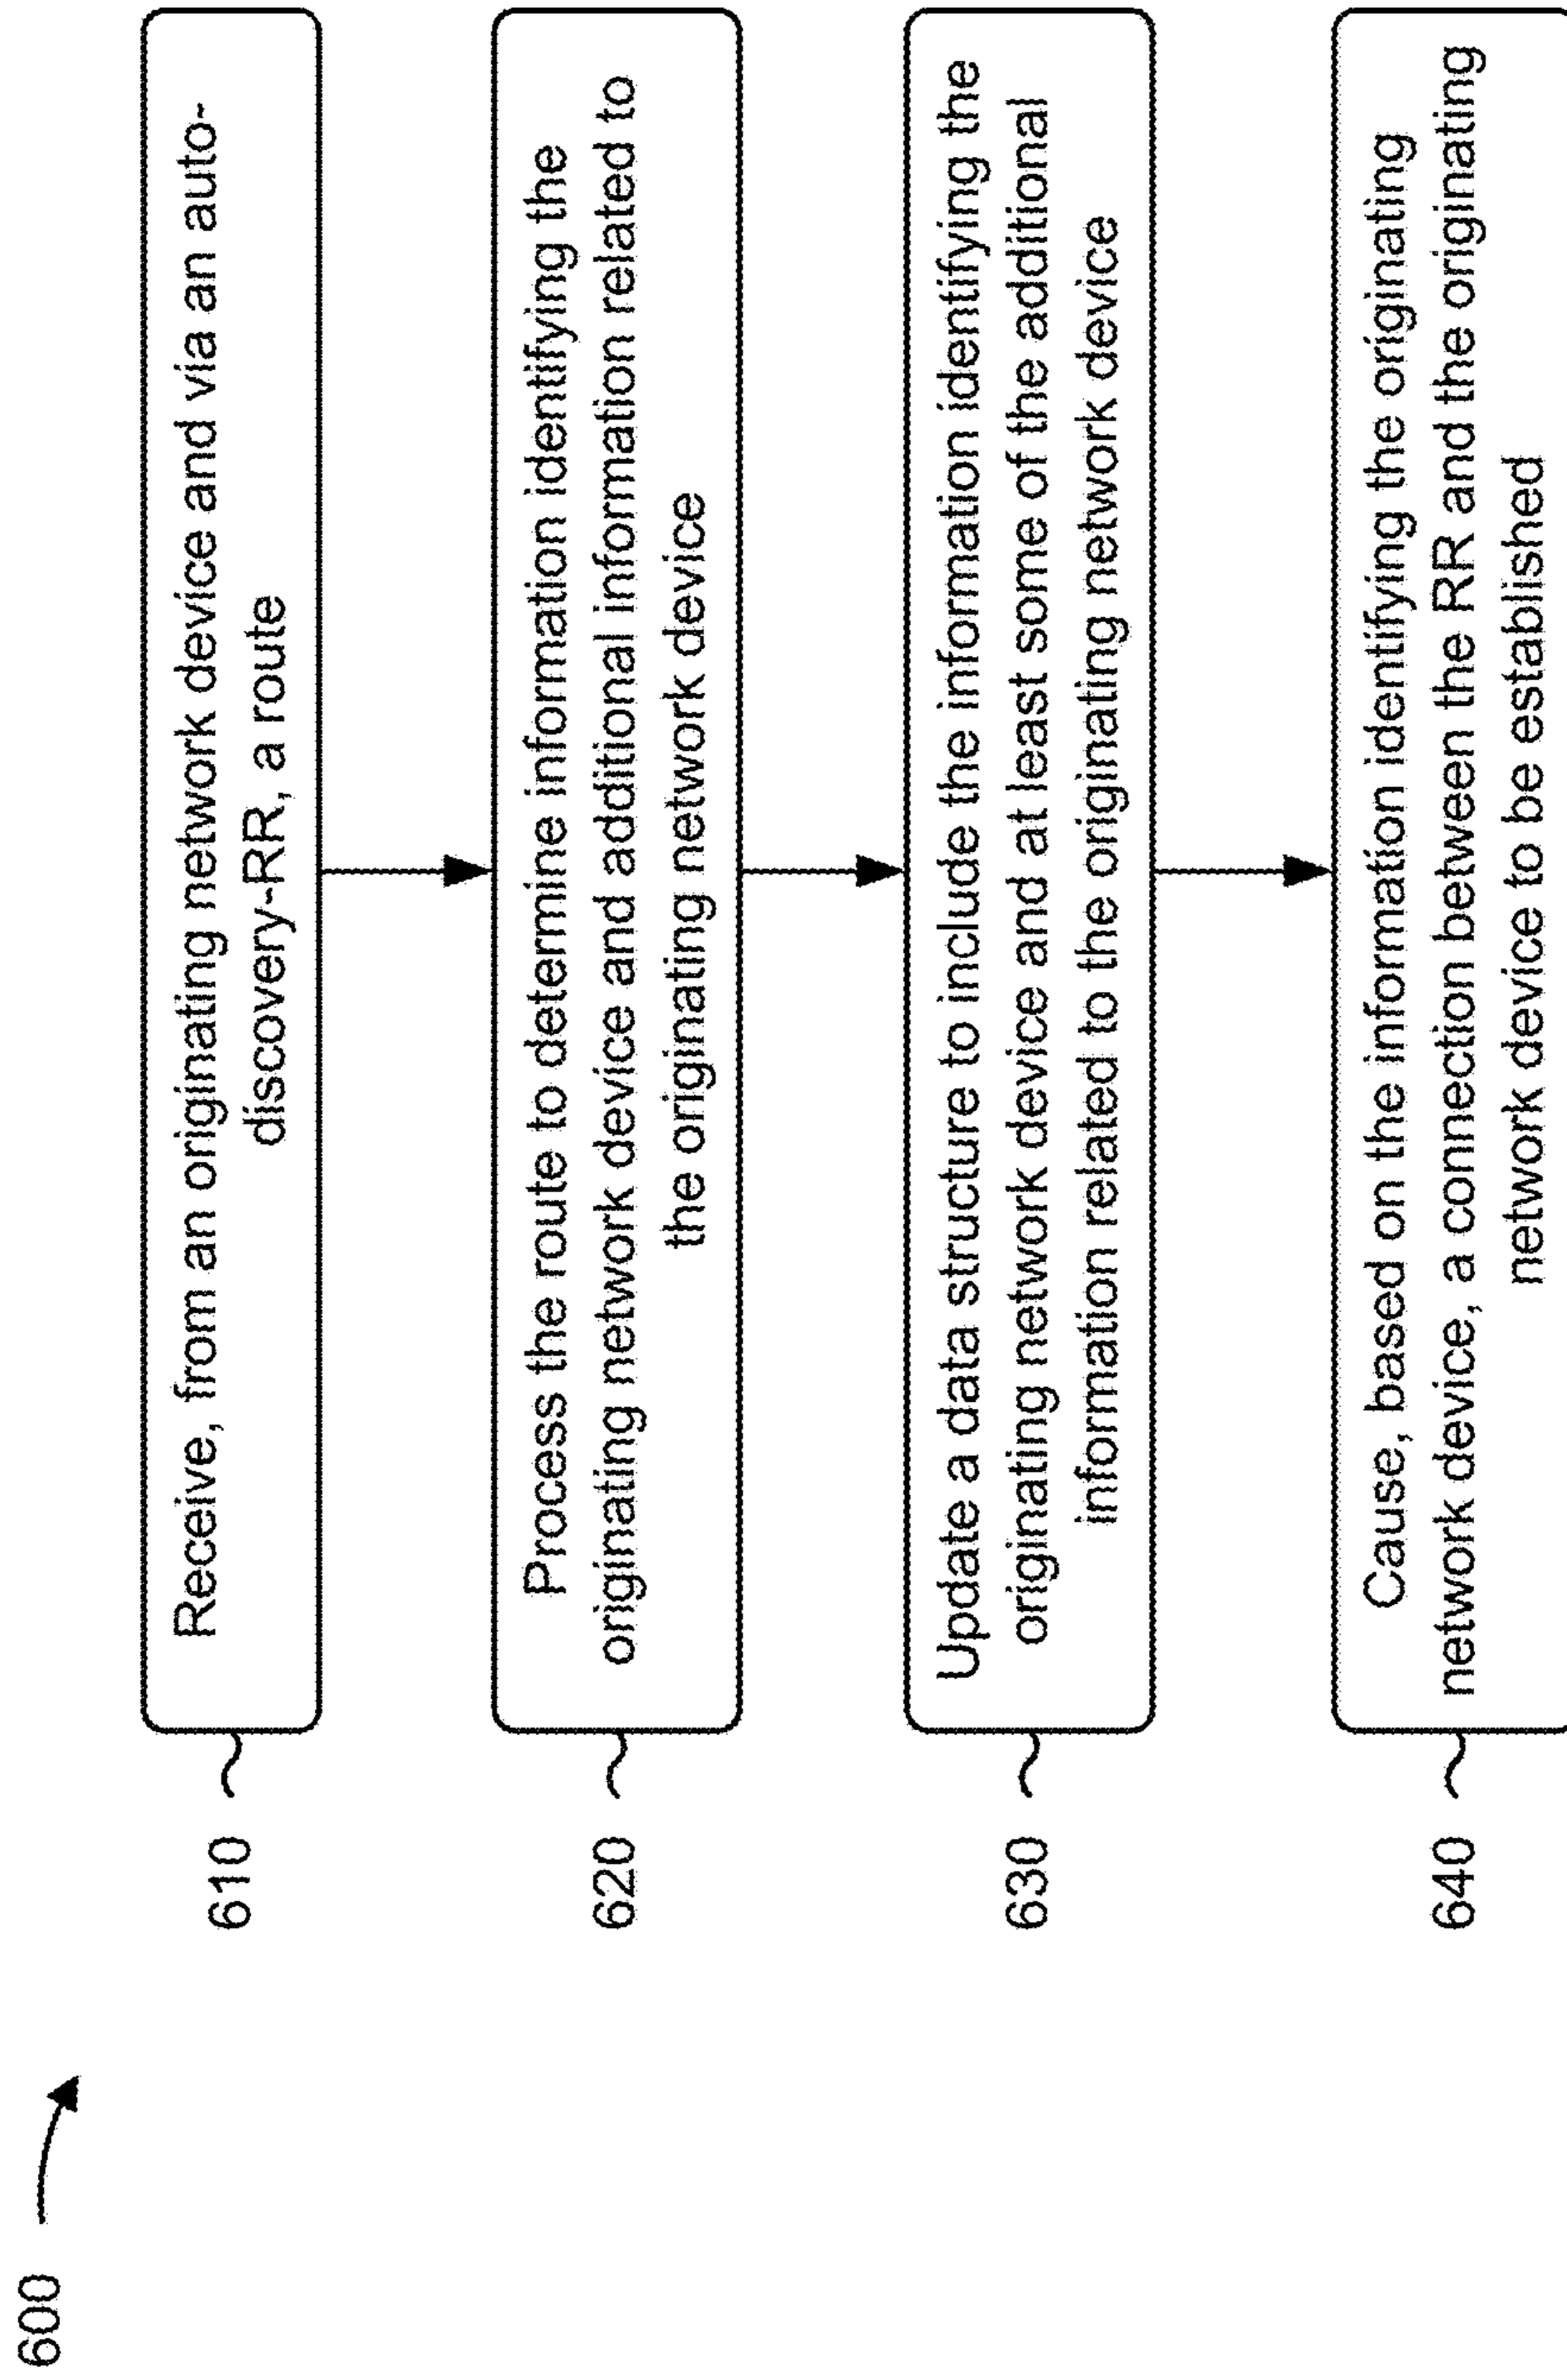 600
610
Receive, from an originating network device and via an auto-
discovery-RR, a route
620
Process the route to determine information identifying the
originating network device and additional information related to
the originating network device
630
Update a data structure to include the information identifying the
originating network device and at least some of the additional
information related to the originating network device
640
Cause, based on the information identifying the originating
network device, a connection between the RR and the originating
network device to be established